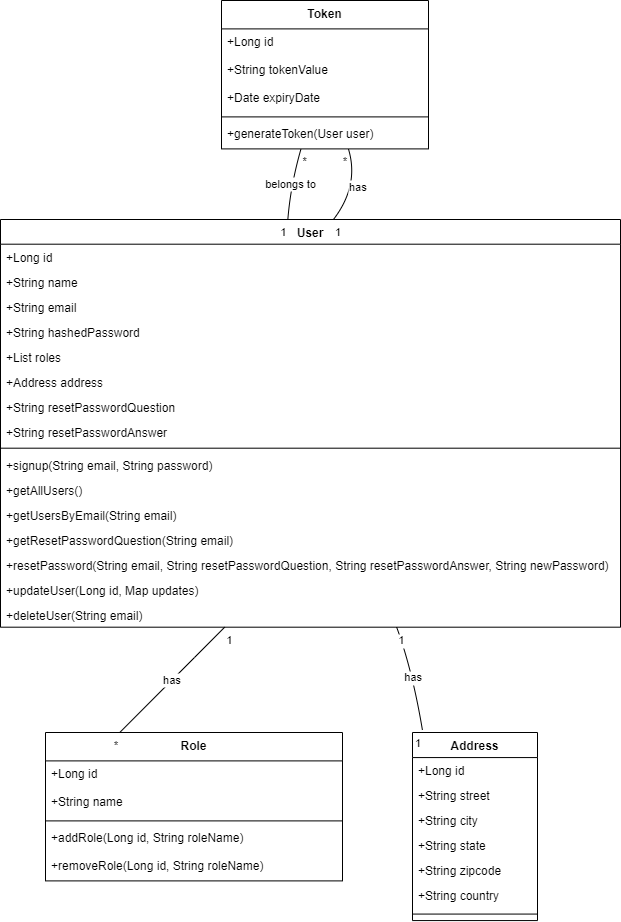 Token
+Long id
+String tokenValue
+Date expiryDate
+generateToken(User user)
* *
belongs to
has
1 User 1
+Long id
+String name
+String email
+String hashedPassword
+List roles
+Address address
+String resetPasswordQuestion
+String resetPasswordAnswer
+signup(String email, String password)
+getAllUsers()
+getUsersByEmail(String email)
+getResetPasswordQuestion(String email)
+resetPassword(String email, String resetPasswordQuestion, String resetPasswordAnswer, String newPassword)
+updateUser(Long id, Map updates)
+deleteUser(String email)
1
has
* Role
+Long id
+String name
+addRole(Long id, String roleName)
+removeRole(Long id, String roleName)
1
has
1 Address
+Long id
+String street
+String city
+String state
+String zipcode
+String country